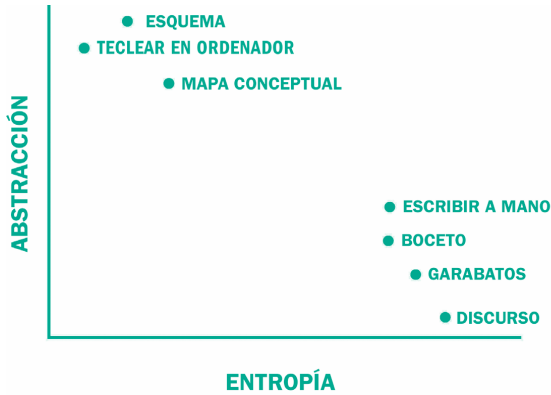 ESQUEMA
TECLEAR EN ORDENADOR
MAPA CONCEPTUAL
ABSTRACCIÓN
ESCRIBIR A MANO
BOCETO
GARABATOS
DISCURSO
ENTROPÍA